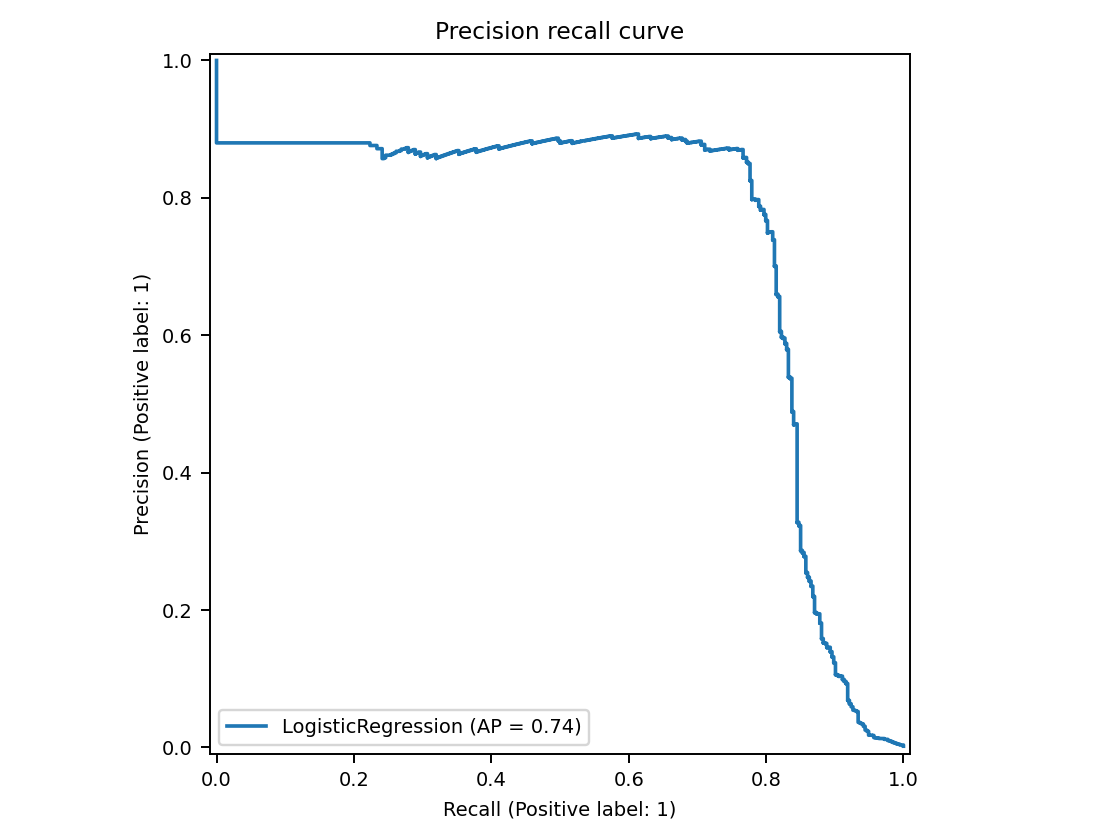 Precision recall curve
1.0
0.8
0.6
0.4
0.2
0.0
Precision (Positive label: 1)
LogisticRegression (AP = 0.74)
0.0 0.2 0.4 0.6 0.8 1.0
Recall (Positive label: 1)